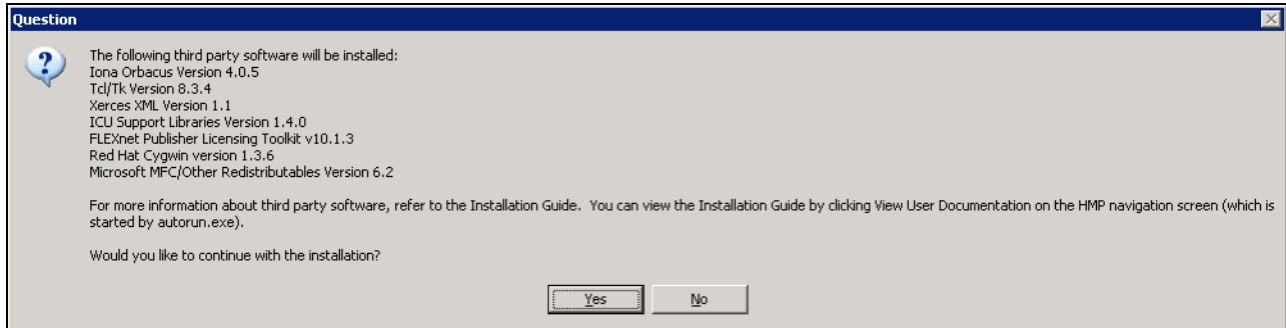 Question
The following third party software will be installed:
Iona Orbacus Version 4.0.5
Tcl/Tk Version 8.3.4
Xerces XML Version 1.1
ICU Support Libraries Version 1.4.0
FLEXnet Publisher Licensing Toolkit v10.1.3
Red Hat Cygwin version 1.3.6
Microsoft MFC/Other Redistributables Version 6.2
For more information about third party software, refer to the Installation Guide.  You can view the Installation Guide by clicking View User Documentation on the HMP navigation screen (which is
started by autorun.exe).
Would you like to continue with the installation?
Yes No